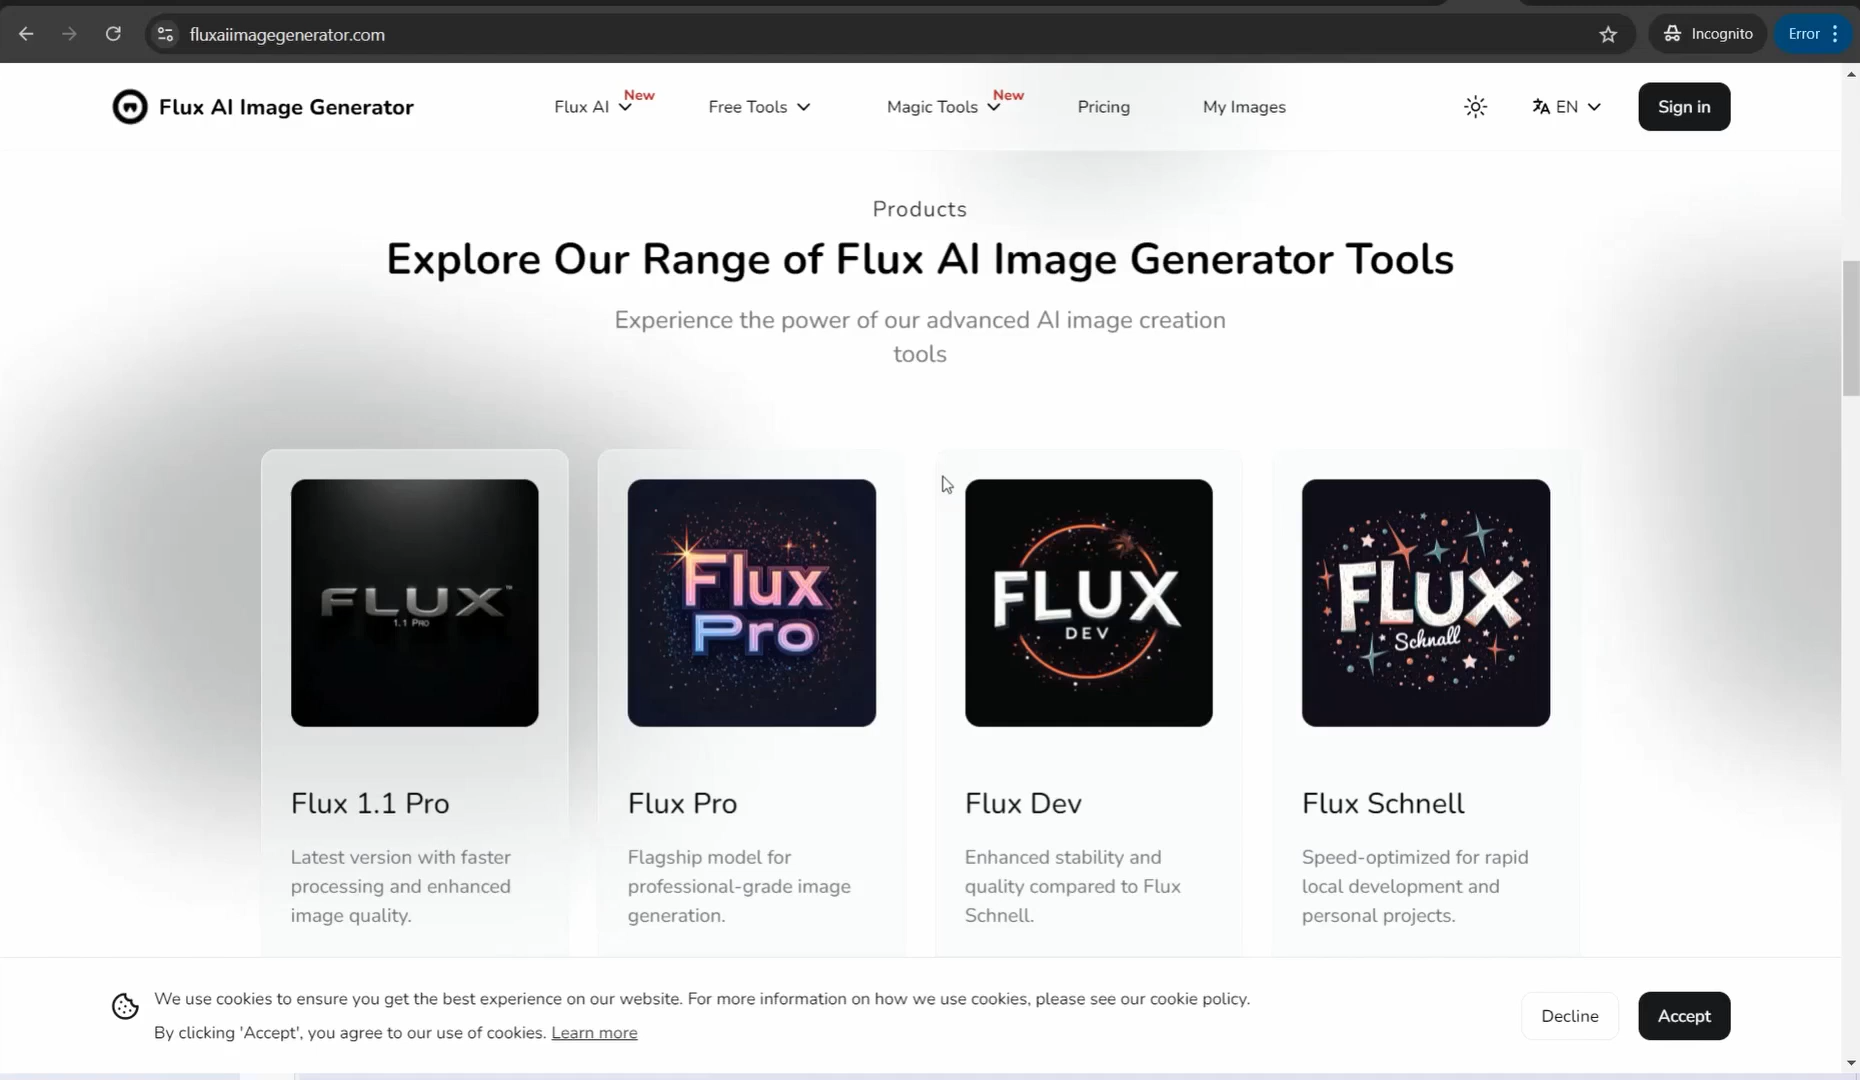 fluxaiimagegenerator.com
Incognito
Error
Flux AI Image Generator
Flux AI
New
Free Tools
Magic Tools
New
Pricing
My Images
EN
Sign in
Products
Explore Our Range of Flux AI Image Generator Tools
Experience the power of our advanced AI image creation
tools
FLUX™
1.1 Pro
Flux
Pro
FLUX
DEV
FLUX
Schnall
Flux 1.1 Pro
Latest version with faster
processing and enhanced
image quality.
Flux Pro
Flagship model for
professional-grade image
generation.
Flux Dev
Enhanced stability and
quality compared to Flux
Schnell.
Flux Schnell
Speed-optimized for rapid
local development and
personal projects.
We use cookies to ensure you get the best experience on our website. For more information on how we use cookies, please see our cookie policy.
By clicking 'Accept', you agree to our use of cookies. Learn more
Decline
Accept